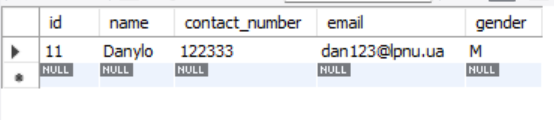 id name contact_number email gender
11 Danylo 122333 dan123@lpnu.ua M
NULL NULL NULL NULL NULL